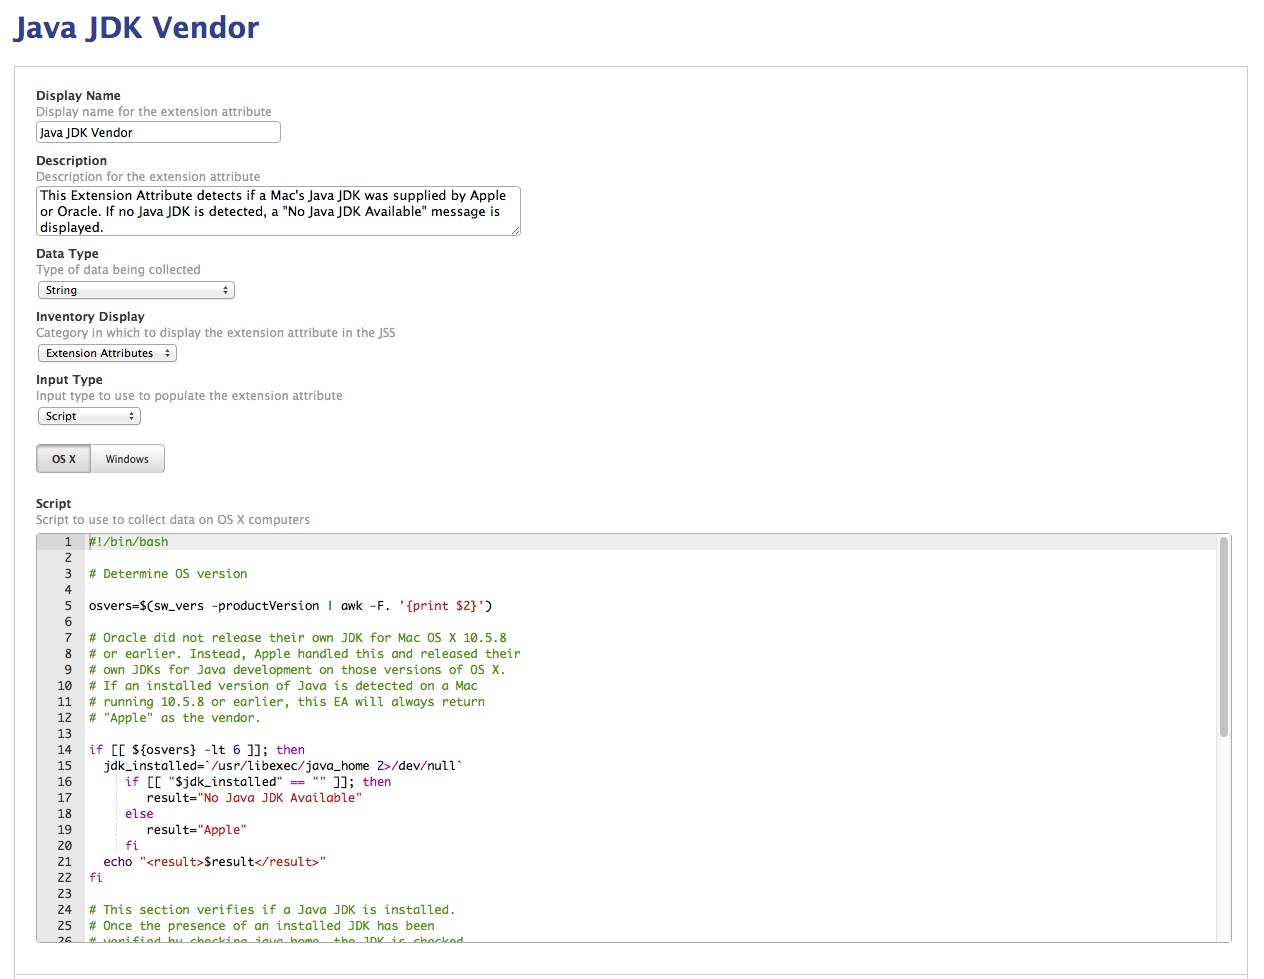 Java JDK Vendor
Display Name
Display name for the extension attribute
Java JDK Vendor
Description
Description for the extension attribute
This Extension Attribute detects if a Mac's Java JDK was supplied by Apple
or Oracle. If no Java JDK is detected, a "No Java JDK Available" message is
displayed.
Data Type
Type of data being collected
String
Inventory Display
Category in which to display the extension attribute in the JSS
Extension Attributes
Input Type
Input type to use to populate the extension attribute
Script
OS X Windows
Script
Script to use to collect data on OS X computers
1 #!/bin/bash
2
3 # Determine OS version
4
5 osvers=$(sw_vers -productVersion | awk -F. '{print $2}')
6
7 # Oracle did not release their own JDK for Mac OS X 10.5.8
8 # or earlier. Instead, Apple handled this and released their
9 # own JDKs for Java development on those versions of OS X.
10 # If an installed version of Java is detected on a Mac
11 # running 10.5.8 or earlier, this EA will always return
12 # "Apple" as the vendor.
13
14 if [[ ${osvers} -lt 6 ]]; then
15 jdk_installed=`/usr/libexec/java_home 2>/dev/null`
16 if [[ "$jdk_installed" == "" ]]; then
17 result="No Java JDK Available"
18 else
19 result="Apple"
20 fi
21 echo "<result>$result</result>"
22 fi
23
24 # This section verifies if a Java JDK is installed.
25 # Once the presence of an installed JDK has been
26 # verified by checking java_home, the JDK is checked